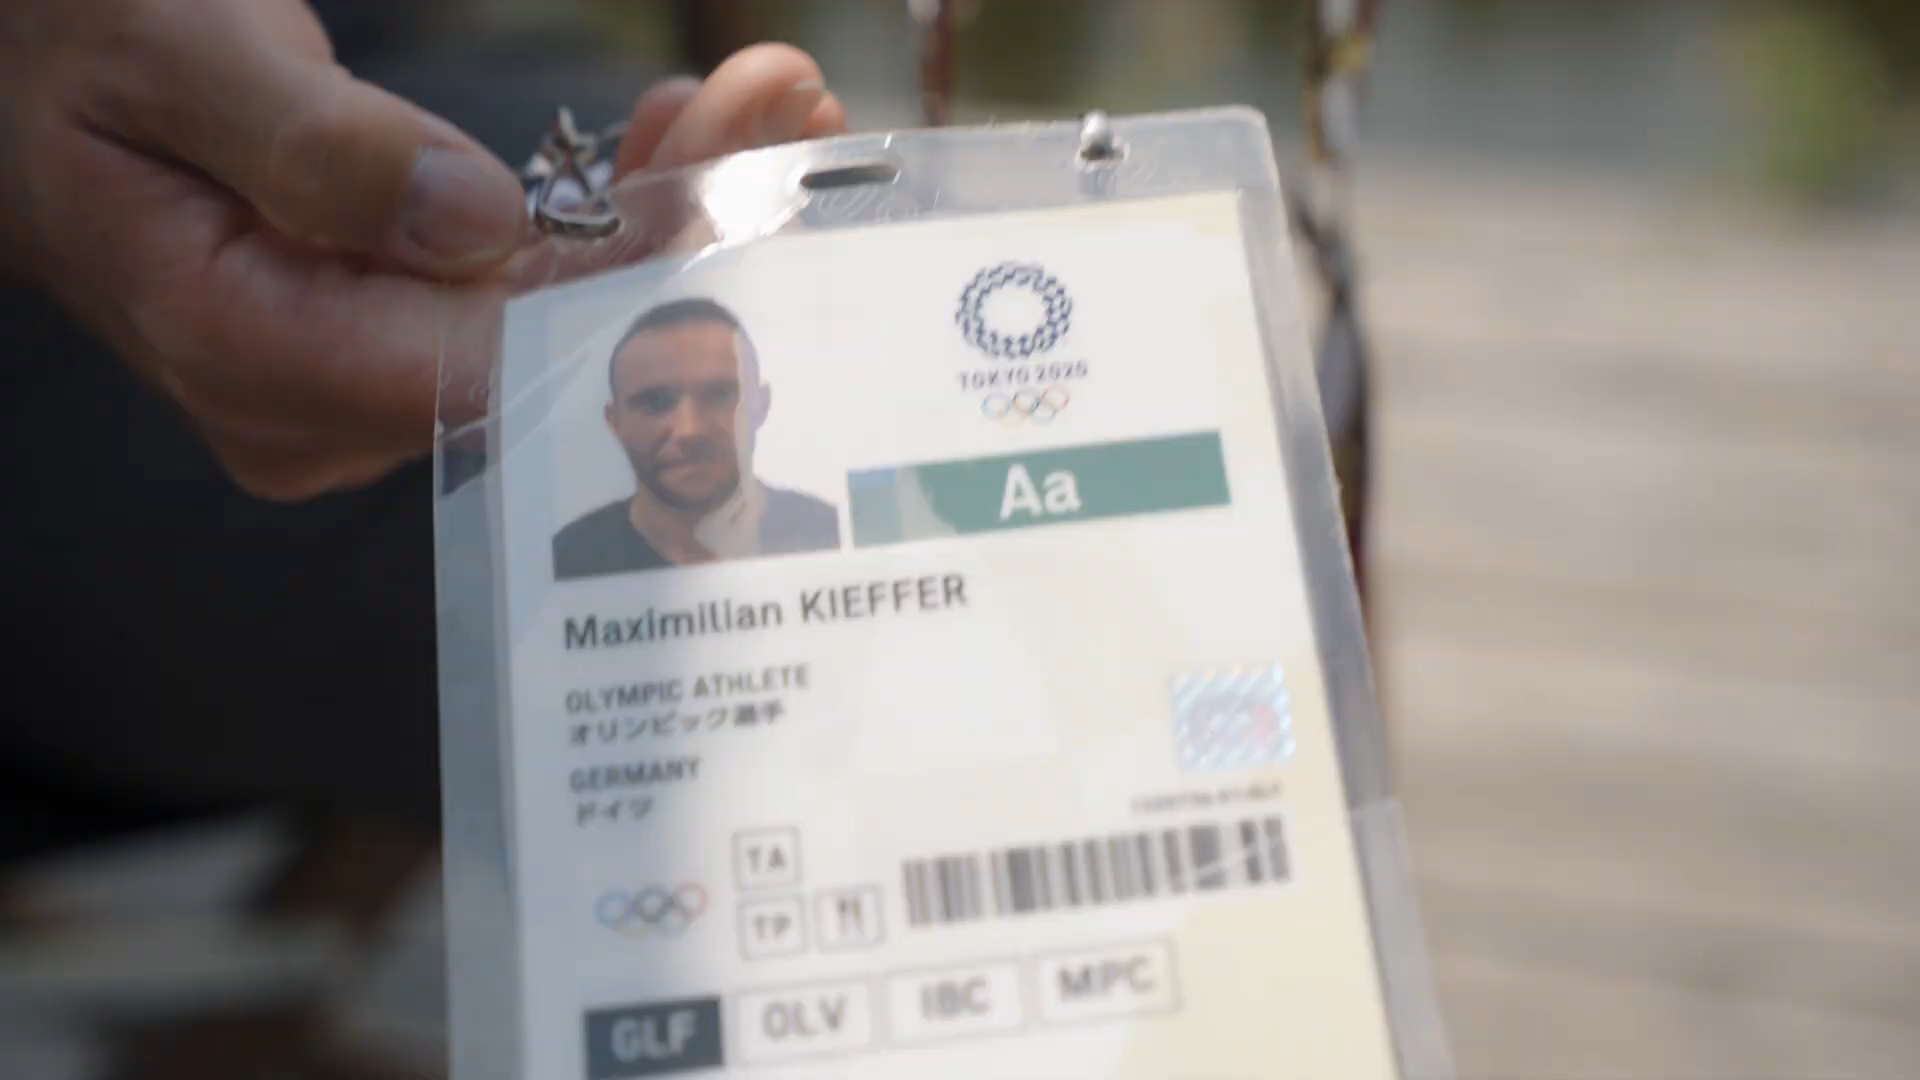 TOKYO 2020
Aa
Maximilian KIEFFER
OLYMPIC ATHLETE
オリンピック選手
GERMANY
ドイツ
TA
TP
GLF
OLV
IBC
MPC